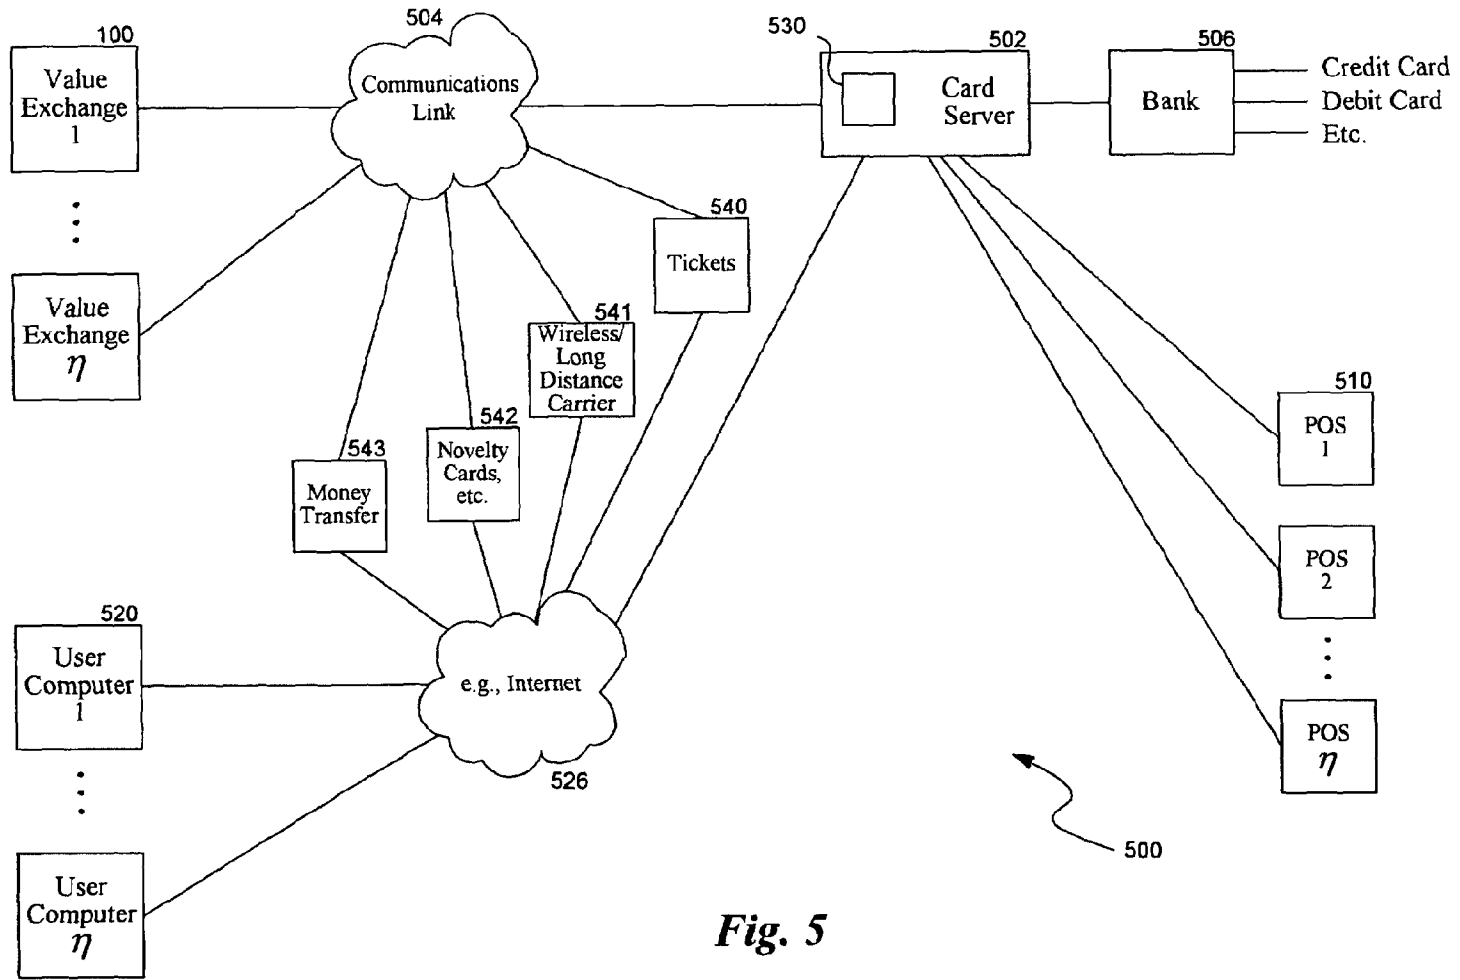 100
Value
Exchange
1
504
Communications
Link
530
502
Card
Server
506
Bank
Credit Card
Debit Card
Etc.
Value
Exchange
η
540
Tickets
541
Wireless/
Long
Distance
Carrier
542
Novelty
Cards,
etc.
543
Money
Transfer
510
POS
1
POS
2
POS
η
520
User
Computer
1
e.g., Internet
526
User
Computer
η
500
Fig. 5